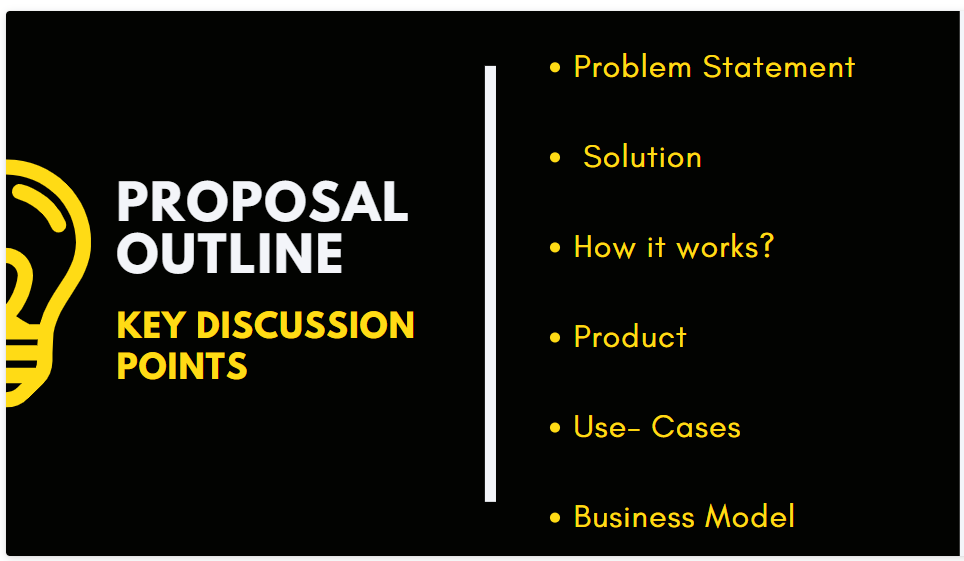 PROPOSAL
OUTLINE
KEY DISCUSSION
POINTS
• Problem Statement
• Solution
• How it works?
• Product
• Use- Cases
• Business Model